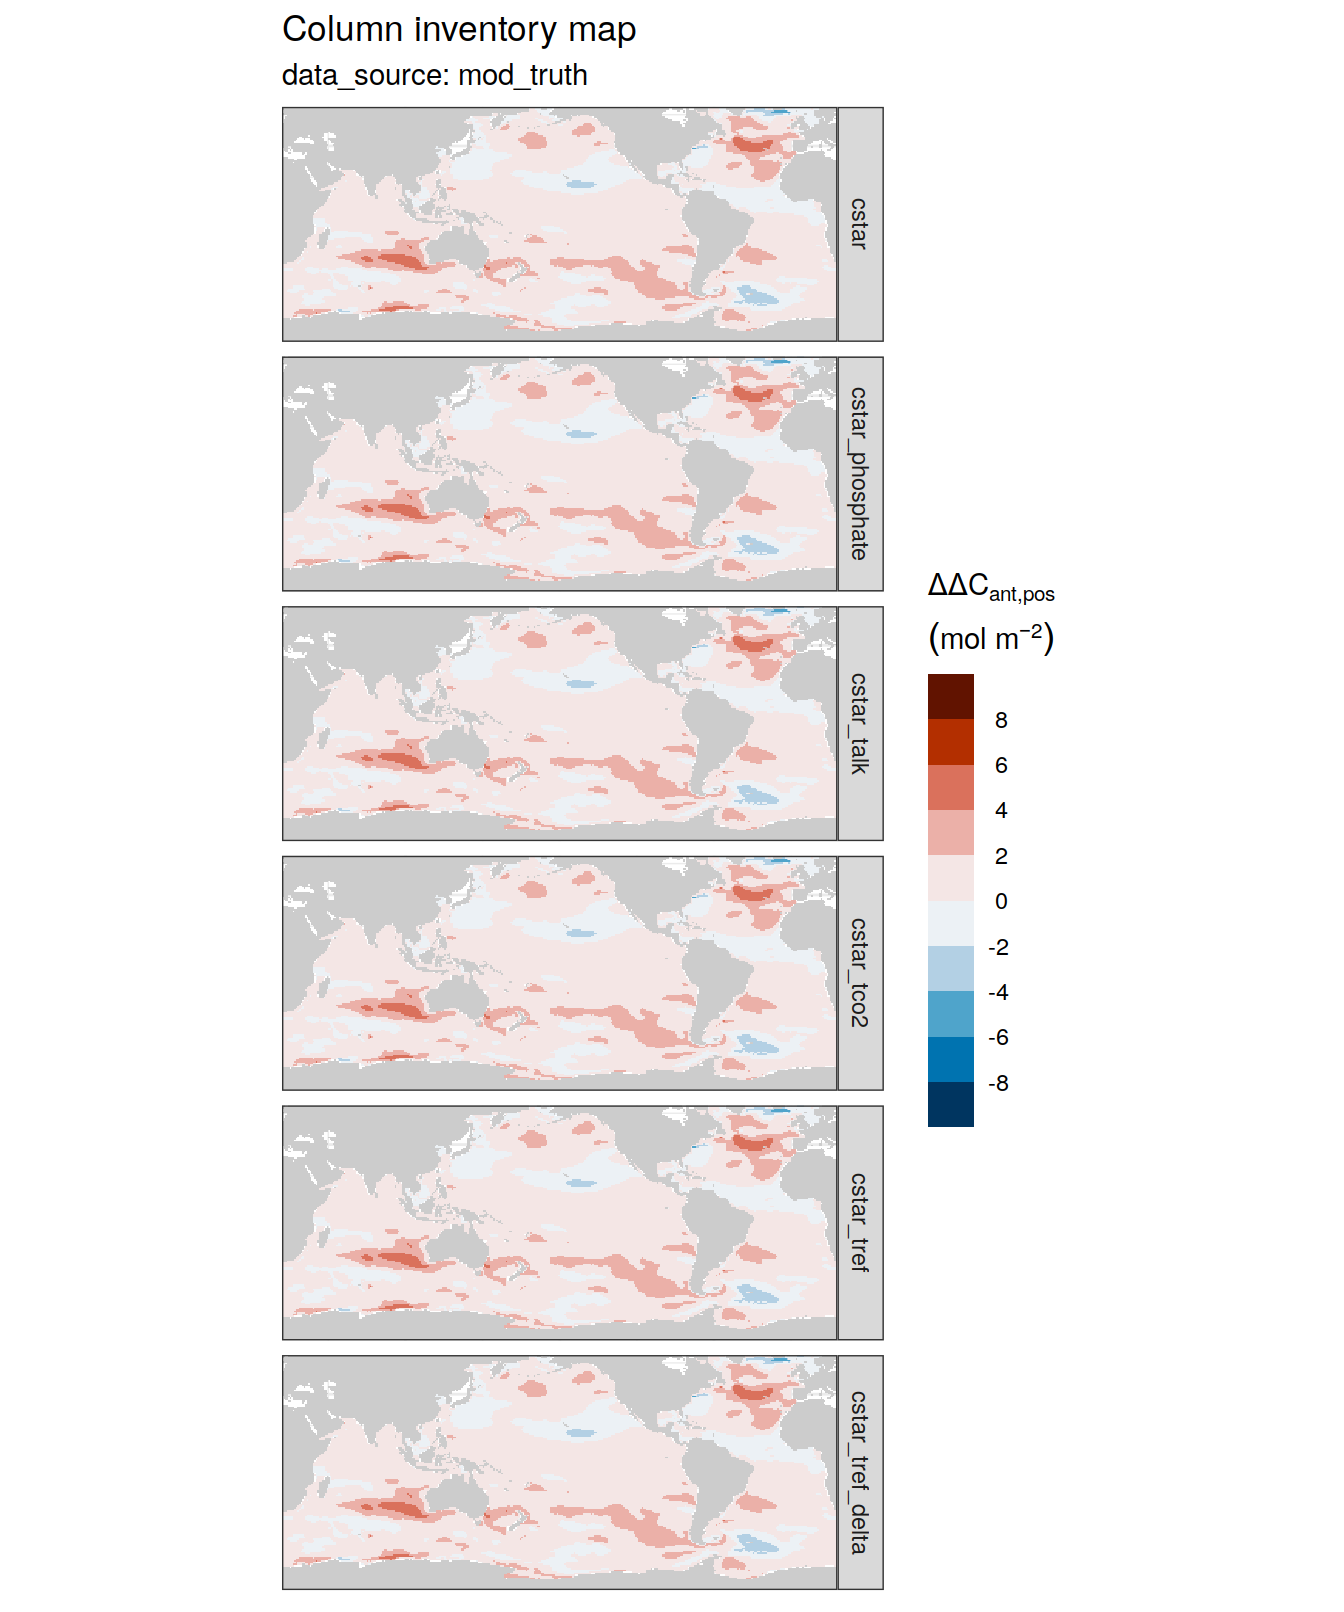 Column inventory map
data_source: mod_truth
cstar
cstar_phosphate
cstar_talk
cstar_tco2
cstar_tref
cstar_tref_delta
ΔΔCant,pos
(mol m⁻²)
8
6
4
2
0
-2
-4
-6
-8